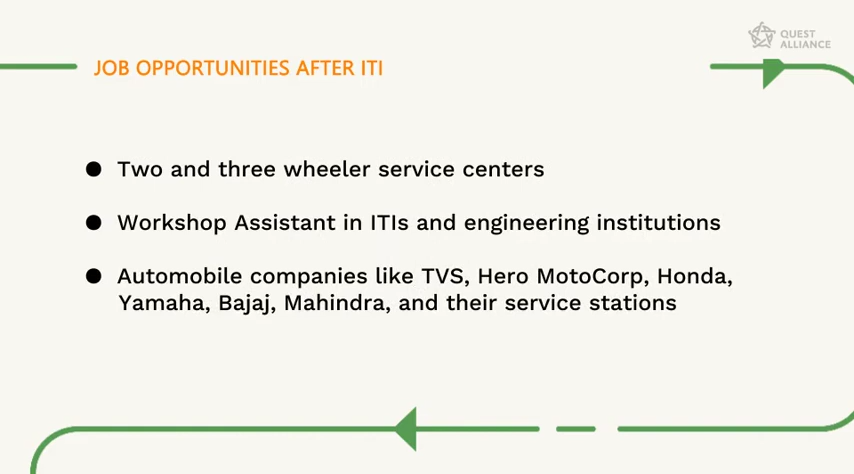 QUEST
ALLIANCE
JOB OPPORTUNITIES AFTER ITI
● Two and three wheeler service centers
● Workshop Assistant in ITIs and engineering institutions
● Automobile companies like TVS, Hero MotoCorp, Honda,
Yamaha, Bajaj, Mahindra, and their service stations